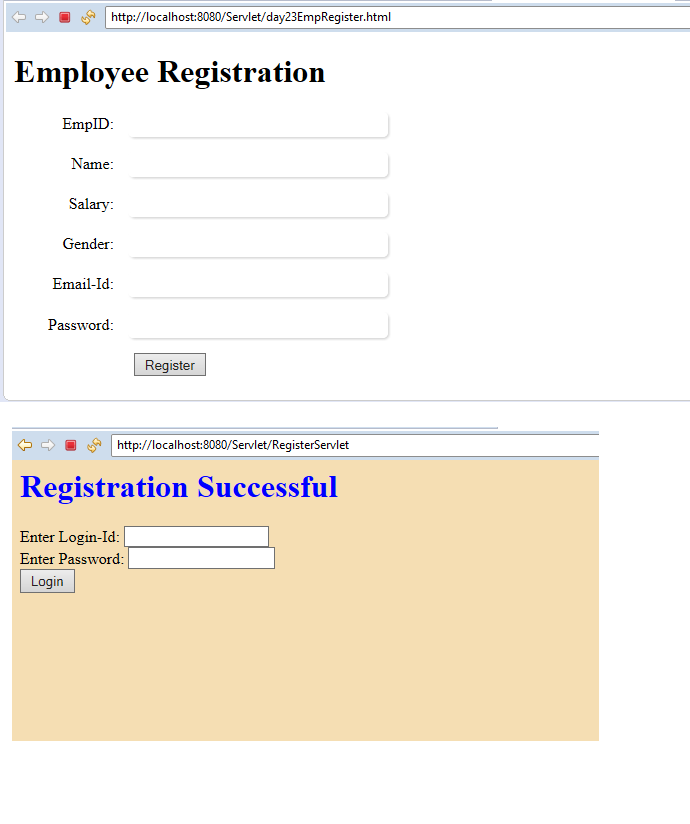 http://localhost:8080/Servlet/day23EmpRegister.html
Employee Registration
EmpID:
Name:
Salary:
Gender:
Email-Id:
Password:
Register
http://localhost:8080/Servlet/RegisterServlet
Registration Successful
Enter Login-Id:
Enter Password:
Login